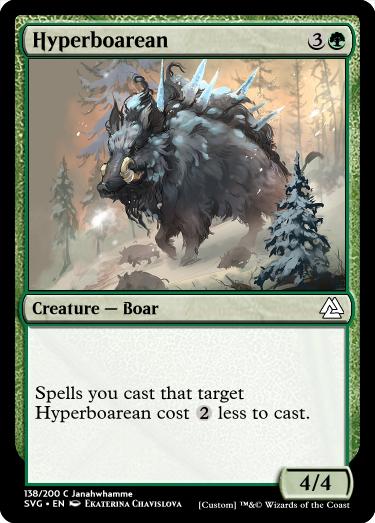 Hyperboarean 3
Creature — Boar
Spells you cast that target
Hyperboarean cost 2 less to cast.
4/4
138/200 C Janahwhamme
SVG • EN Ekaterina Chavislova [Custom] ™&© Wizards of the Coast